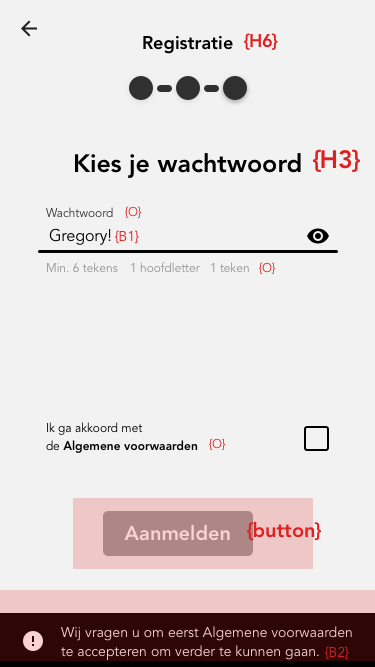 Registratie {H6}
Kies je wachtwoord {H3}
Wachtwoord {O}
Gregory! {B1}
Min. 6 tekens 1 hoofdletter 1 teken {O}
Ik ga akkoord met
de Algemene voorwaarden {O}
Aanmelden {button}
Wij vragen u om eerst Algemene voorwaarden
te accepteren om verder te kunnen gaan. {B2}